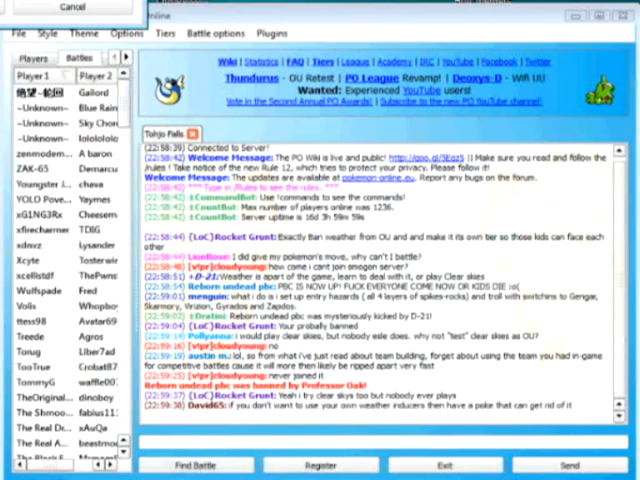 Cancel
nline
File Style Theme Options Tiers Battle options Plugins
Players Battles
Player 1 Player 2
绝望~轮回 Gallord
~Unknown~ Blue Rain
~Unknown~ Sky Chor
~Unknown~ lolololo
zenmodem... A baron
ZAK-65 Demarcu
Youngster J... chava
YOLO Pove... Yaymes
xG1NG3Rx Cheesem
xfirecharmer TDIG
xdnvz Lysander
Xcyte Tosterwir
xcellistdf ThePwns
Wulfspade Fred
Volis Whopboy
ttess98 Avatar69
Treede Agros
Torug Liber7ad
TooTrue Crobat87
TommyG waffle00
TheOriginal... dinoboy
The Shmoo... fabius11
The Real Dr... xAuQa
The Real A... beastmo
Wiki | Statistics | FAQ | Tiers | League | Academy | IRC | YouTube | Facebook | Twitter
Thundurus - OU Retest | PO League Revamp! | Deoxys-D - Wifi UU
Wanted: Experienced YouTube users!
Vote in the Second Annual PO Awards! | Subscribe to the new PO YouTube channel!
Tohjo Falls
(22:58:39) Connected to Server!
(22:58:42) Welcome Message: The PO Wiki is live and public! http://goo.gl/5Eqz5 || Make sure you read and follow the
/rules ! Take notice of the new Rule 12, which tries to protect your privacy. Please follow it!
Welcome Message: The updates are available at pokemon-online.eu. Report any bugs on the forum.
(22:58:42) *** Type in /Rules to see the rules. ***
(22:58:42) ±CommandBot: Use !commands to see the commands!
(22:58:42) ±CountBot: Max number of players online was 1236.
(22:58:42) ±CountBot: Server uptime is 16d 3h 59m 59s
(22:58:44) {LoC}Rocket Grunt: Exactly Ban weather from OU and and make it its own tier so those kids can face each
other
(22:58:44) LionRose: I did give my pokemon's move, why can't I battle?
(22:58:48) [v!pr]cloudyoung: how come i cant join smogon server?
(22:58:51) +D-21:Weather is apart of the game, learn to deal with it, or play Clear skies
(22:58:54) Reborn undead pbc: PBC IS NOW UP! FUCK EVERYONE COME NOW OR KIDS DIE :o(
(22:59:01) menguin: what i do is i set up entry hazards ( all 4 layers of spikes-rocks) and troll with switchins to Gengar,
Skarmory, Virizion, Gyrados and Zapdos.
(22:59:02) ±Dratini: Reborn undead pbc was mysteriously kicked by D-21!
(22:59:04) {LoC}Rocket Grunt: Your probally banned
(22:59:14) Pollyanna: I would play clear skies, but nobody esle does. why not "test" clear skies as OU?
(22:59:16) [v!pr]cloudyoung: no
(22:59:19) austin m.: lol, so from what i've just read about team building, forget about using the team you had in-game
for competitive battles cause it will more then likely be ripped apart very fast
(22:59:23) [v!pr]cloudyoung: never joined it
Reborn undead pbc was banned by Professor Oak!
(22:59:37) {LoC}Rocket Grunt: Yeah i try clear skys too but nobody ever plays
(22:59:38) David65: if you don't want to use your own weather inducers then have a poke that can get rid of it
Find Battle Register Exit Send